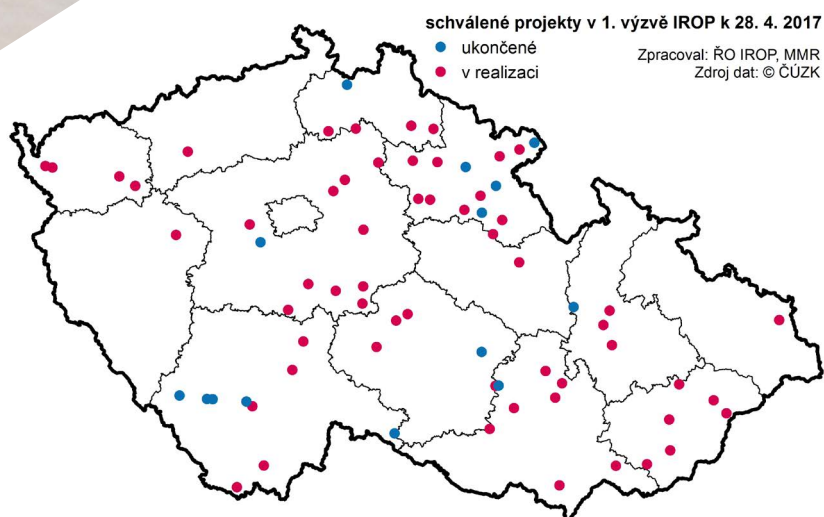 schválené projekty v 1. výzvě IROP k 28. 4. 2017
ukončené
v realizaci
Zpracoval: ŘO IROP, MMR
Zdroj dat: © ČÚZK